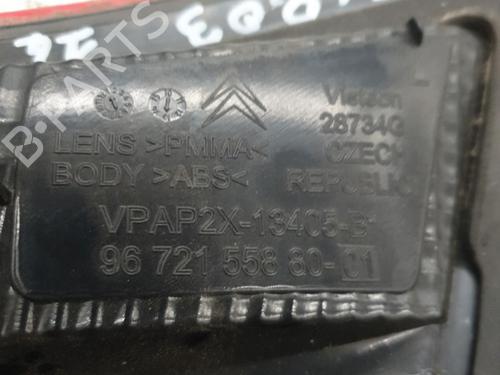 Visteon
28734G
LENS >PMMA< CZECH
BODY >ABS< REPUBLIC
VPAP2X-13405-B
96 721 558 80-01
B-PARTS